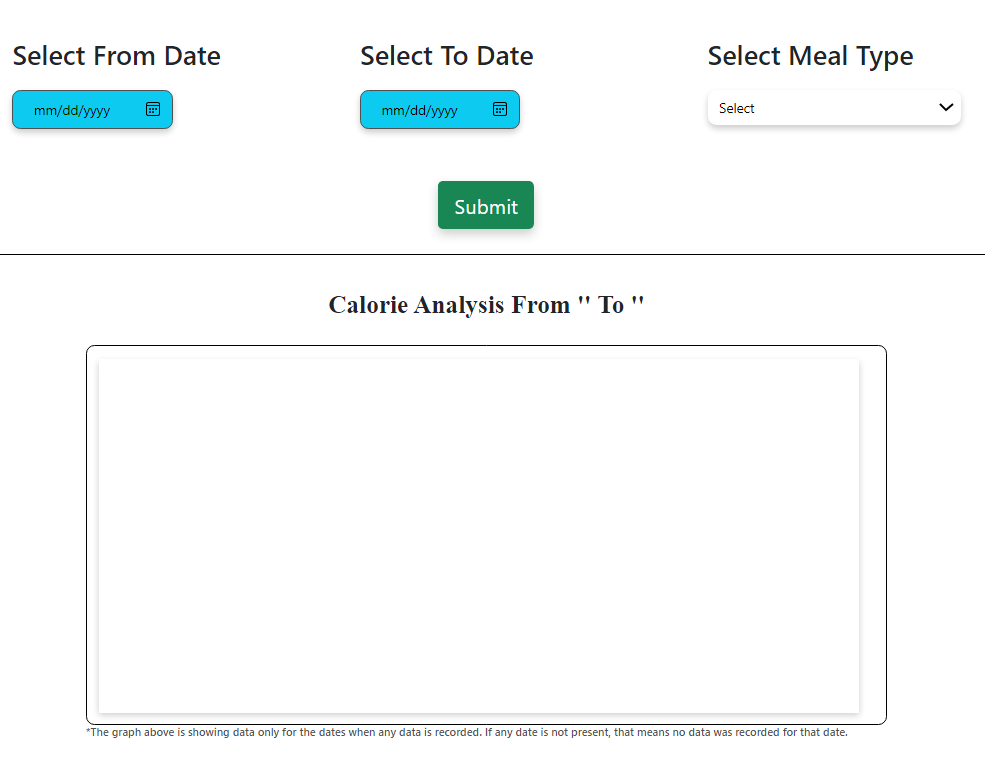 Select From Date
Select To Date
Select Meal Type
mm/dd/yyyy
mm/dd/yyyy
Select
Submit
Calorie Analysis From '' To ''
*The graph above is showing data only for the dates when any data is recorded. If any date is not present, that means no data was recorded for that date.